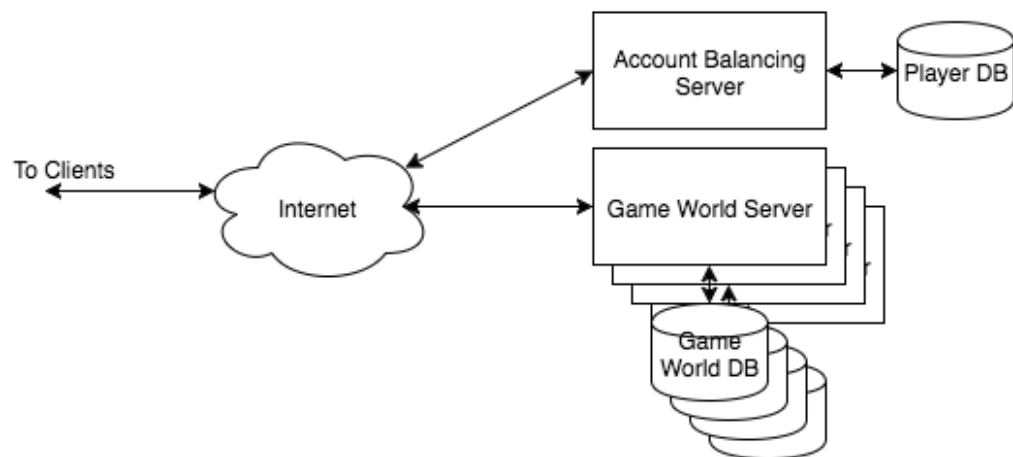 Account Balancing
Server
Player DB
To Clients
Internet
Game World Server
Game
World DB